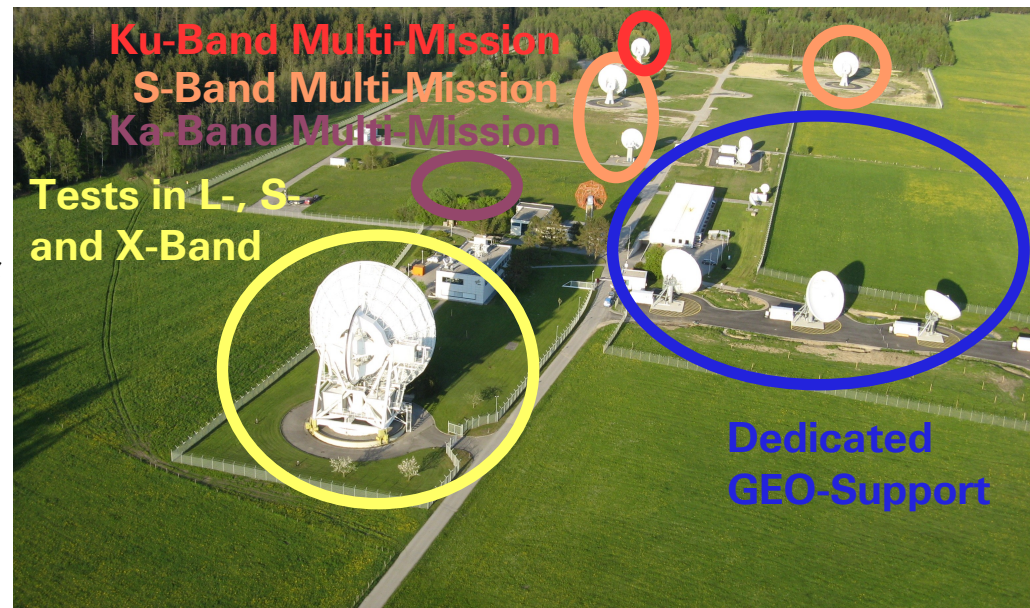 Ku-Band Multi-Mission
S-Band Multi-Mission
Ka-Band Multi-Mission
Tests in L-, S-
and X-Band
Dedicated
GEO-Support